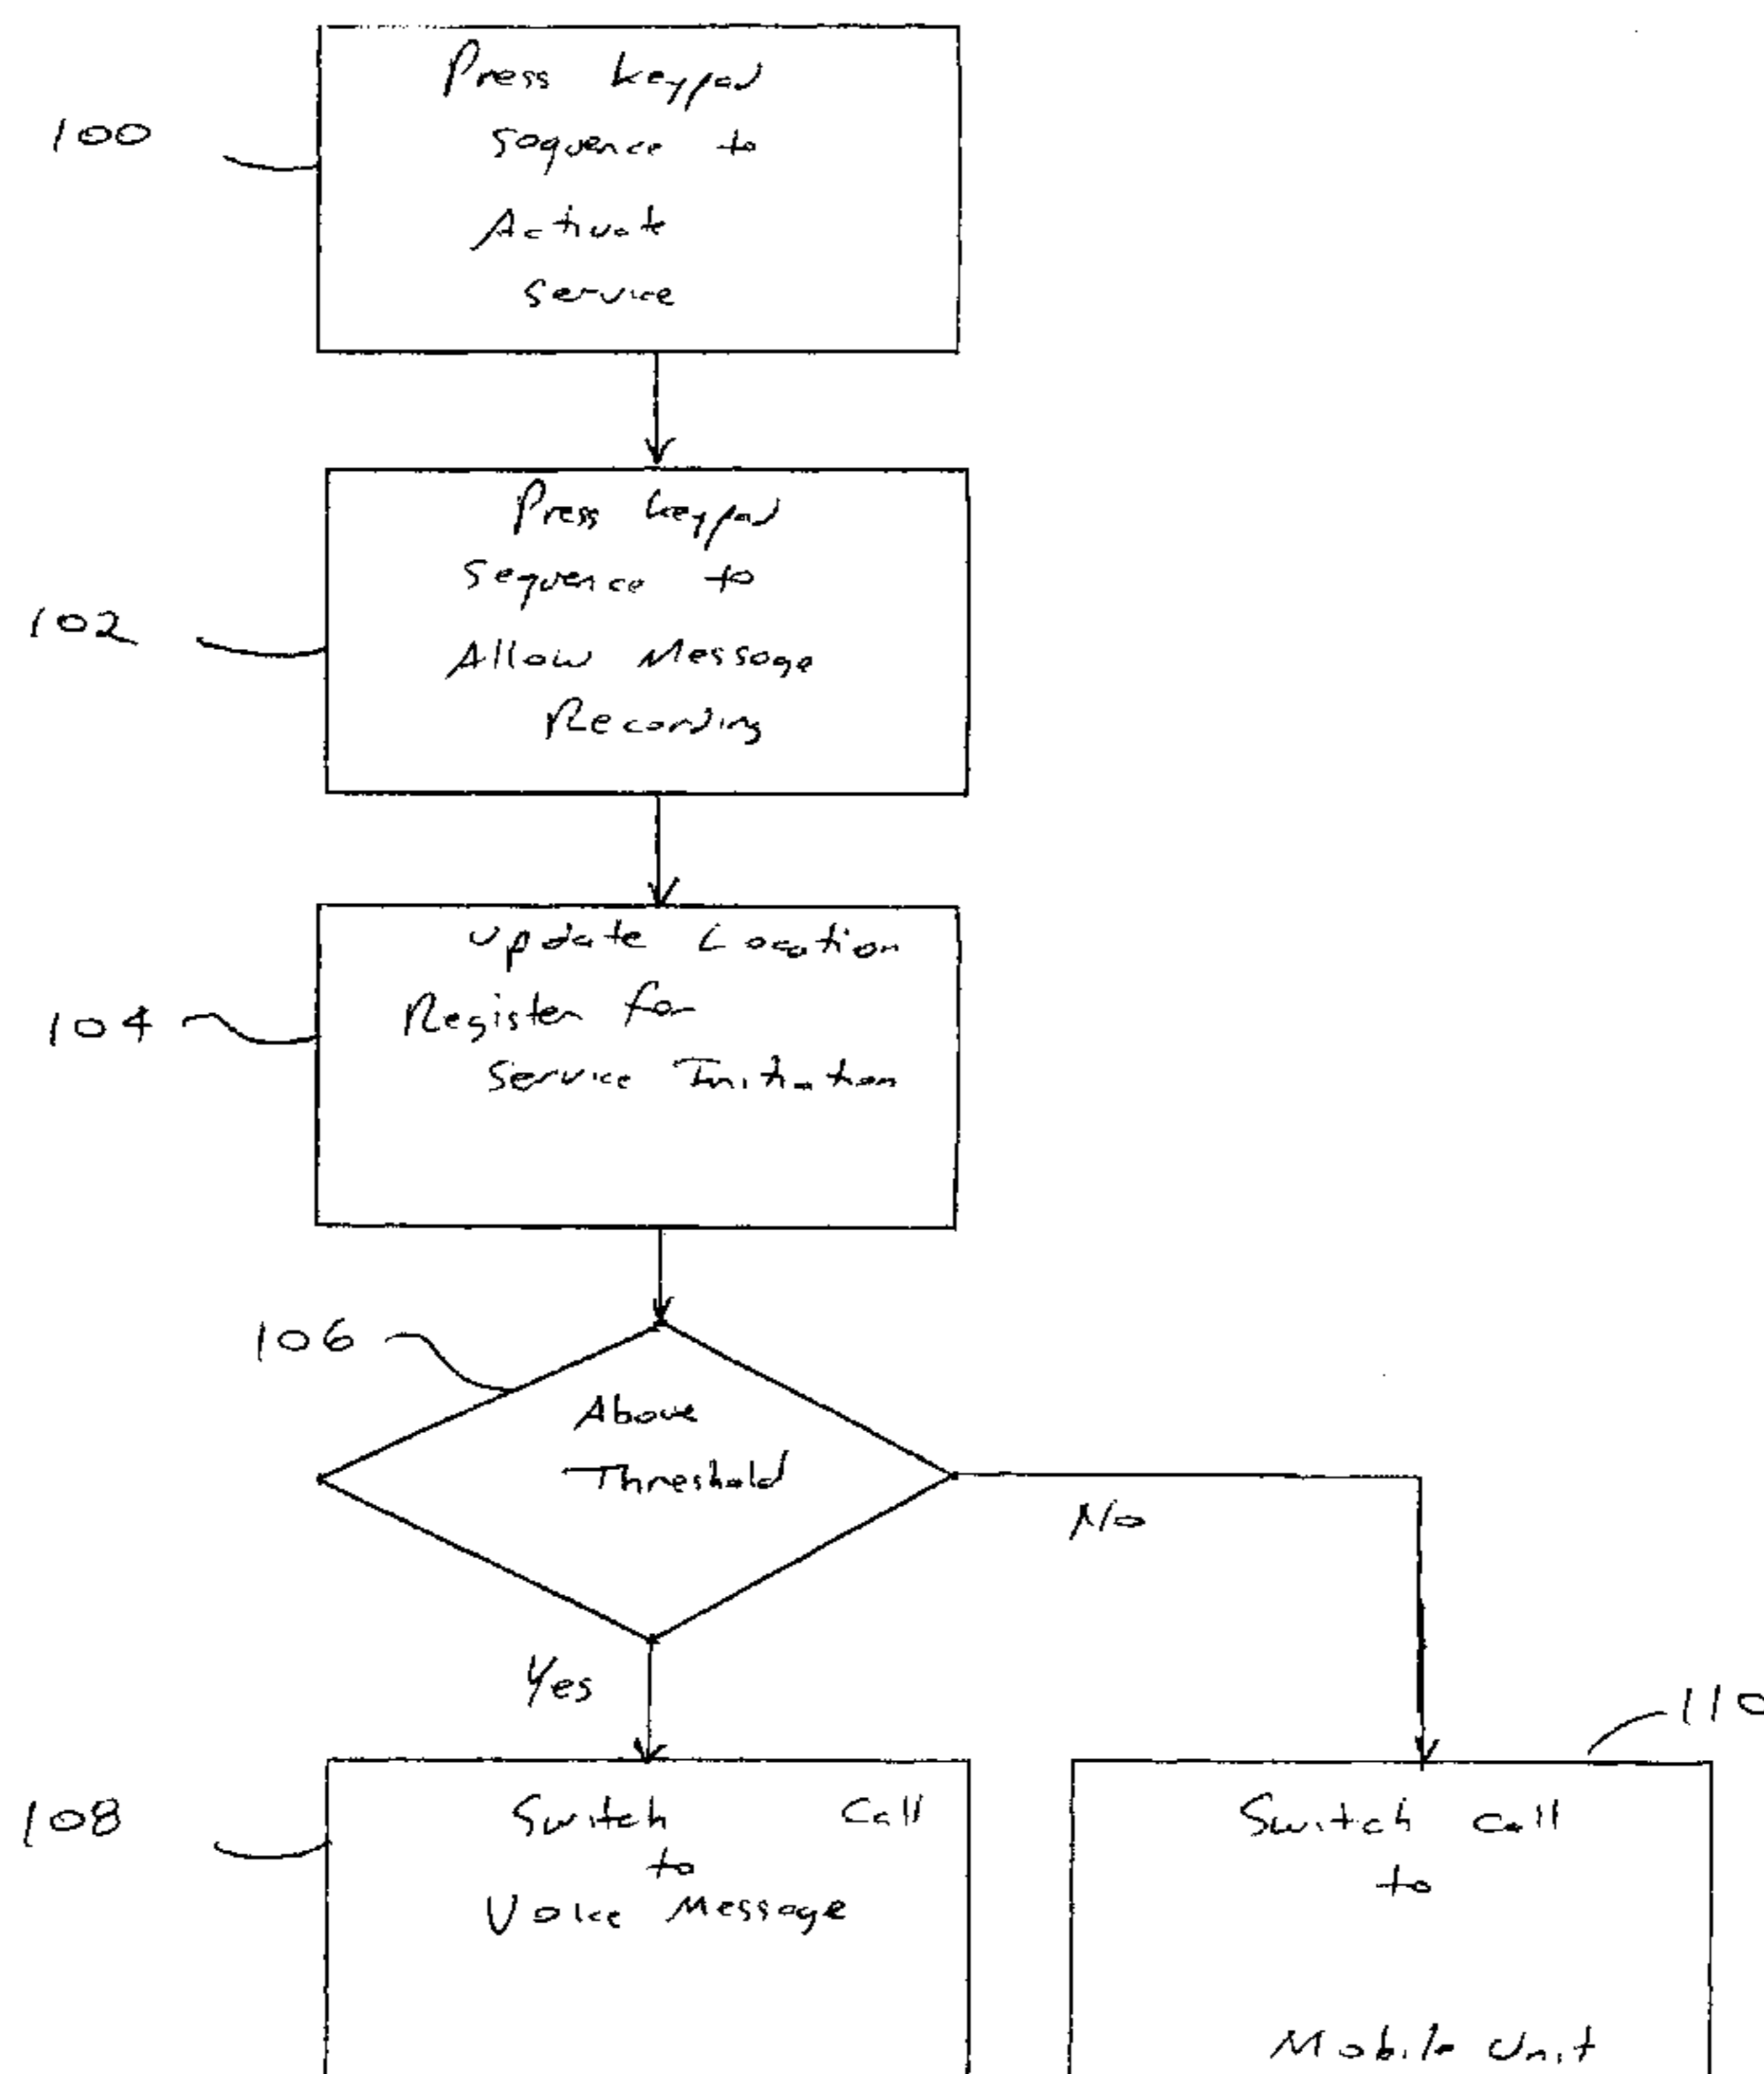 100
Press keypad
sequence to
Activate
service
102
Press keypad
Sequence to
Allow Message
Recording
104
update Location
Register for
Service Initiation
106
Above
Threshold
No
Yes
108
Switch Call
to
Voice Message
110
Switch Call
to
Mobile Unit